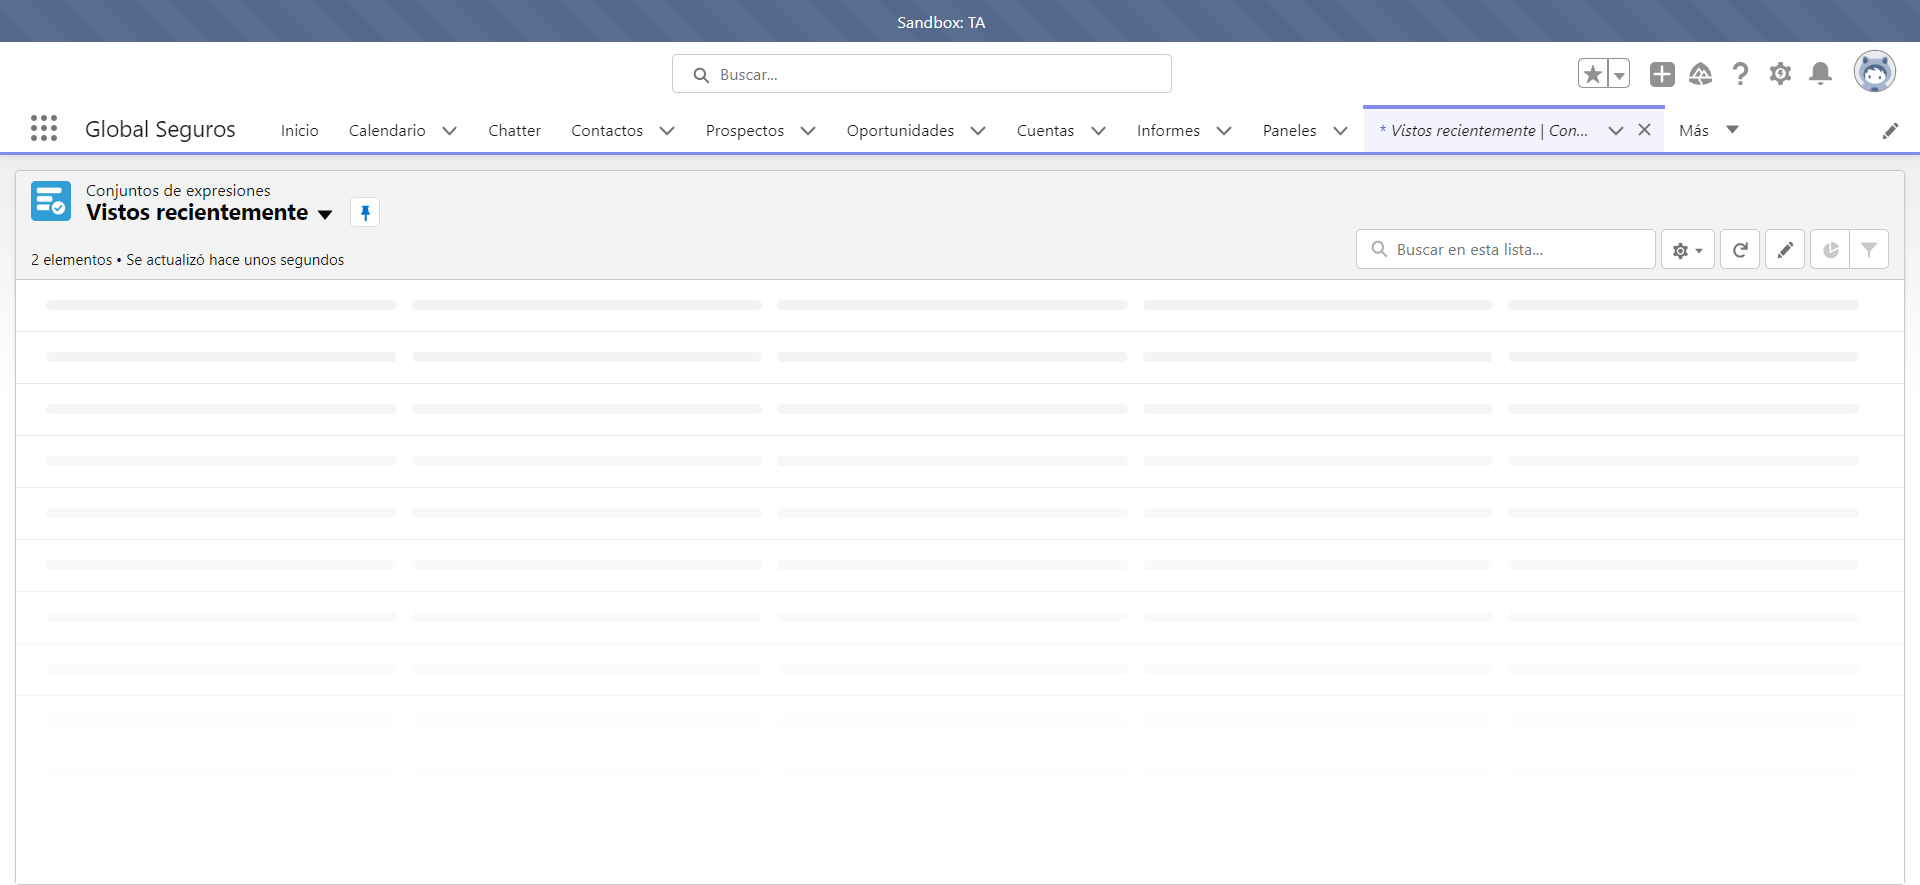 Sandbox: TA
Buscar...
Global Seguros
Inicio
Calendario
Chatter
Contactos
Prospectos
Oportunidades
Cuentas
Informes
Paneles
* Vistos recientemente | Con...
Más
Conjuntos de expresiones
Vistos recientemente
2 elementos • Se actualizó hace unos segundos
Buscar en esta lista...